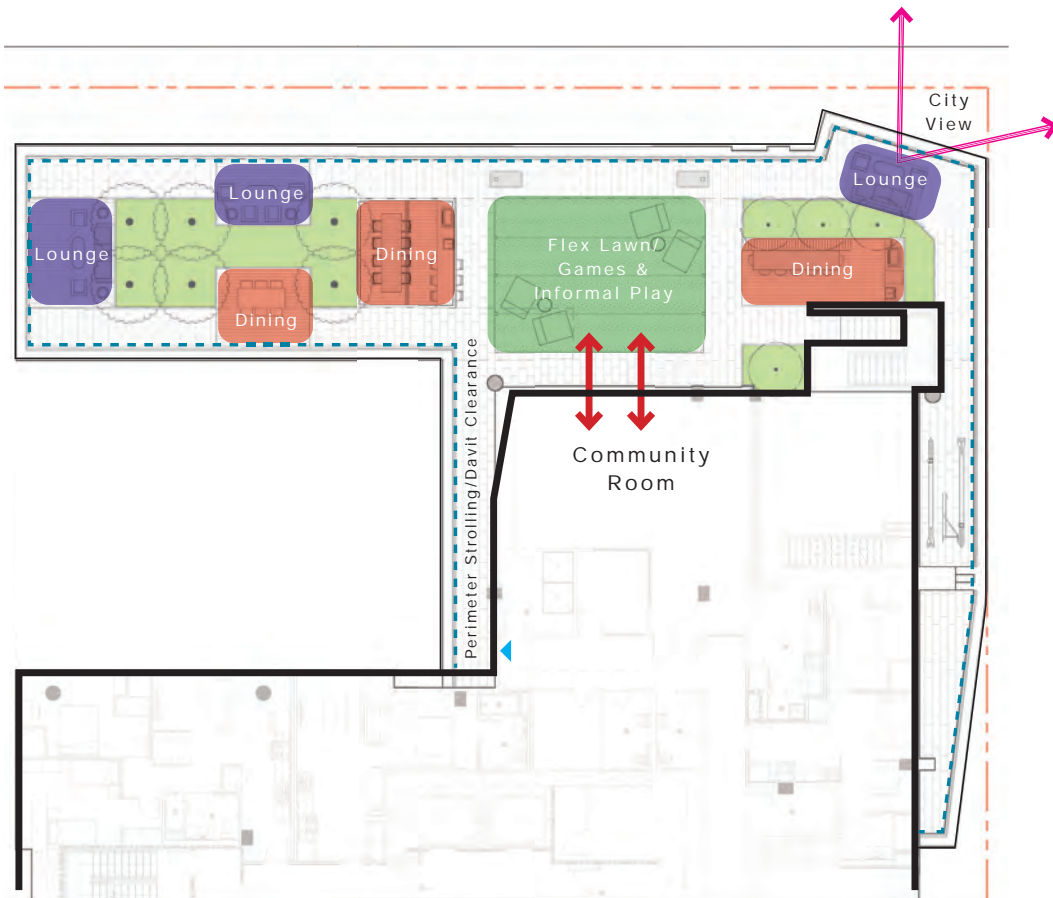 City
View
Lounge
Lounge
Lounge
Dining
Flex Lawn/
Games &
Informal Play
Dining
Dining
Perimeter Strolling/Davit Clearance
Community
Room